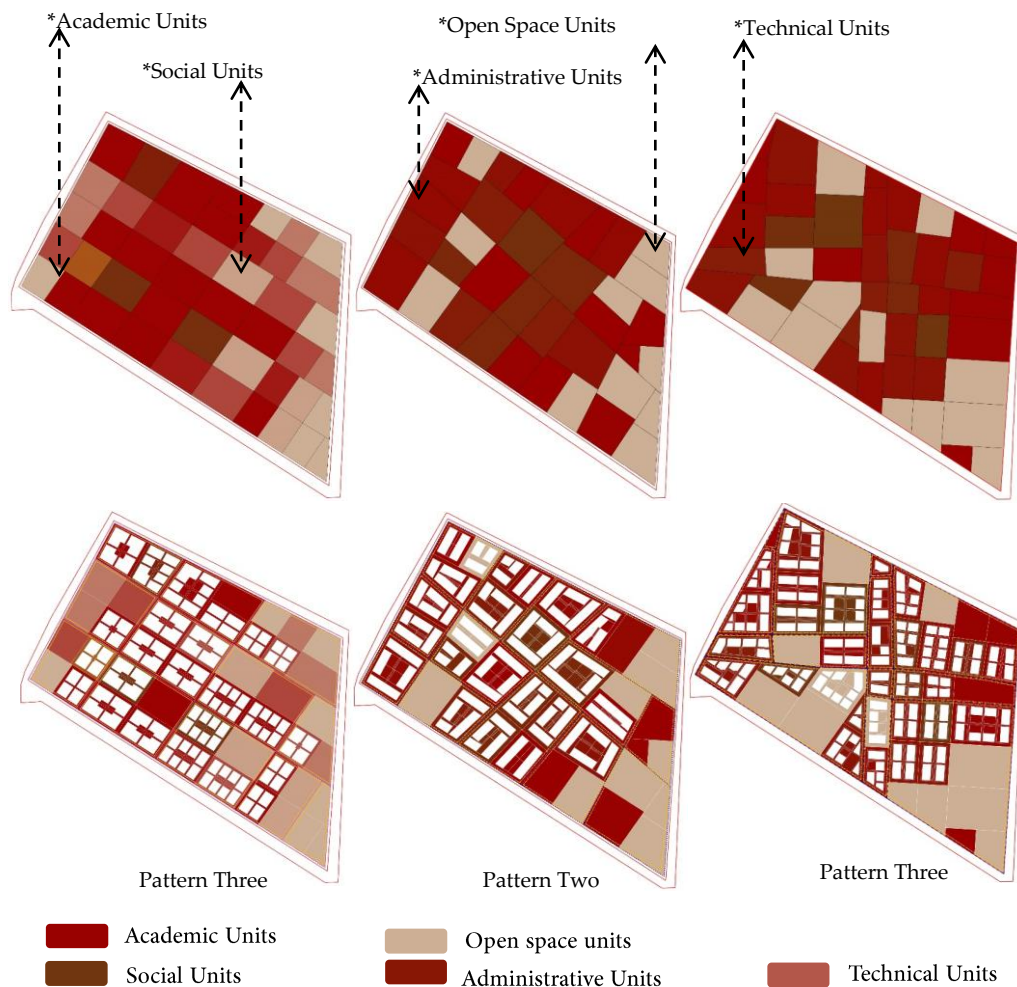 *Academic Units
*Social Units
*Open Space Units
*Administrative Units
*Technical Units
Pattern Three
Pattern Two
Pattern Three
Academic Units
Open space units
Social Units
Administrative Units
Technical Units